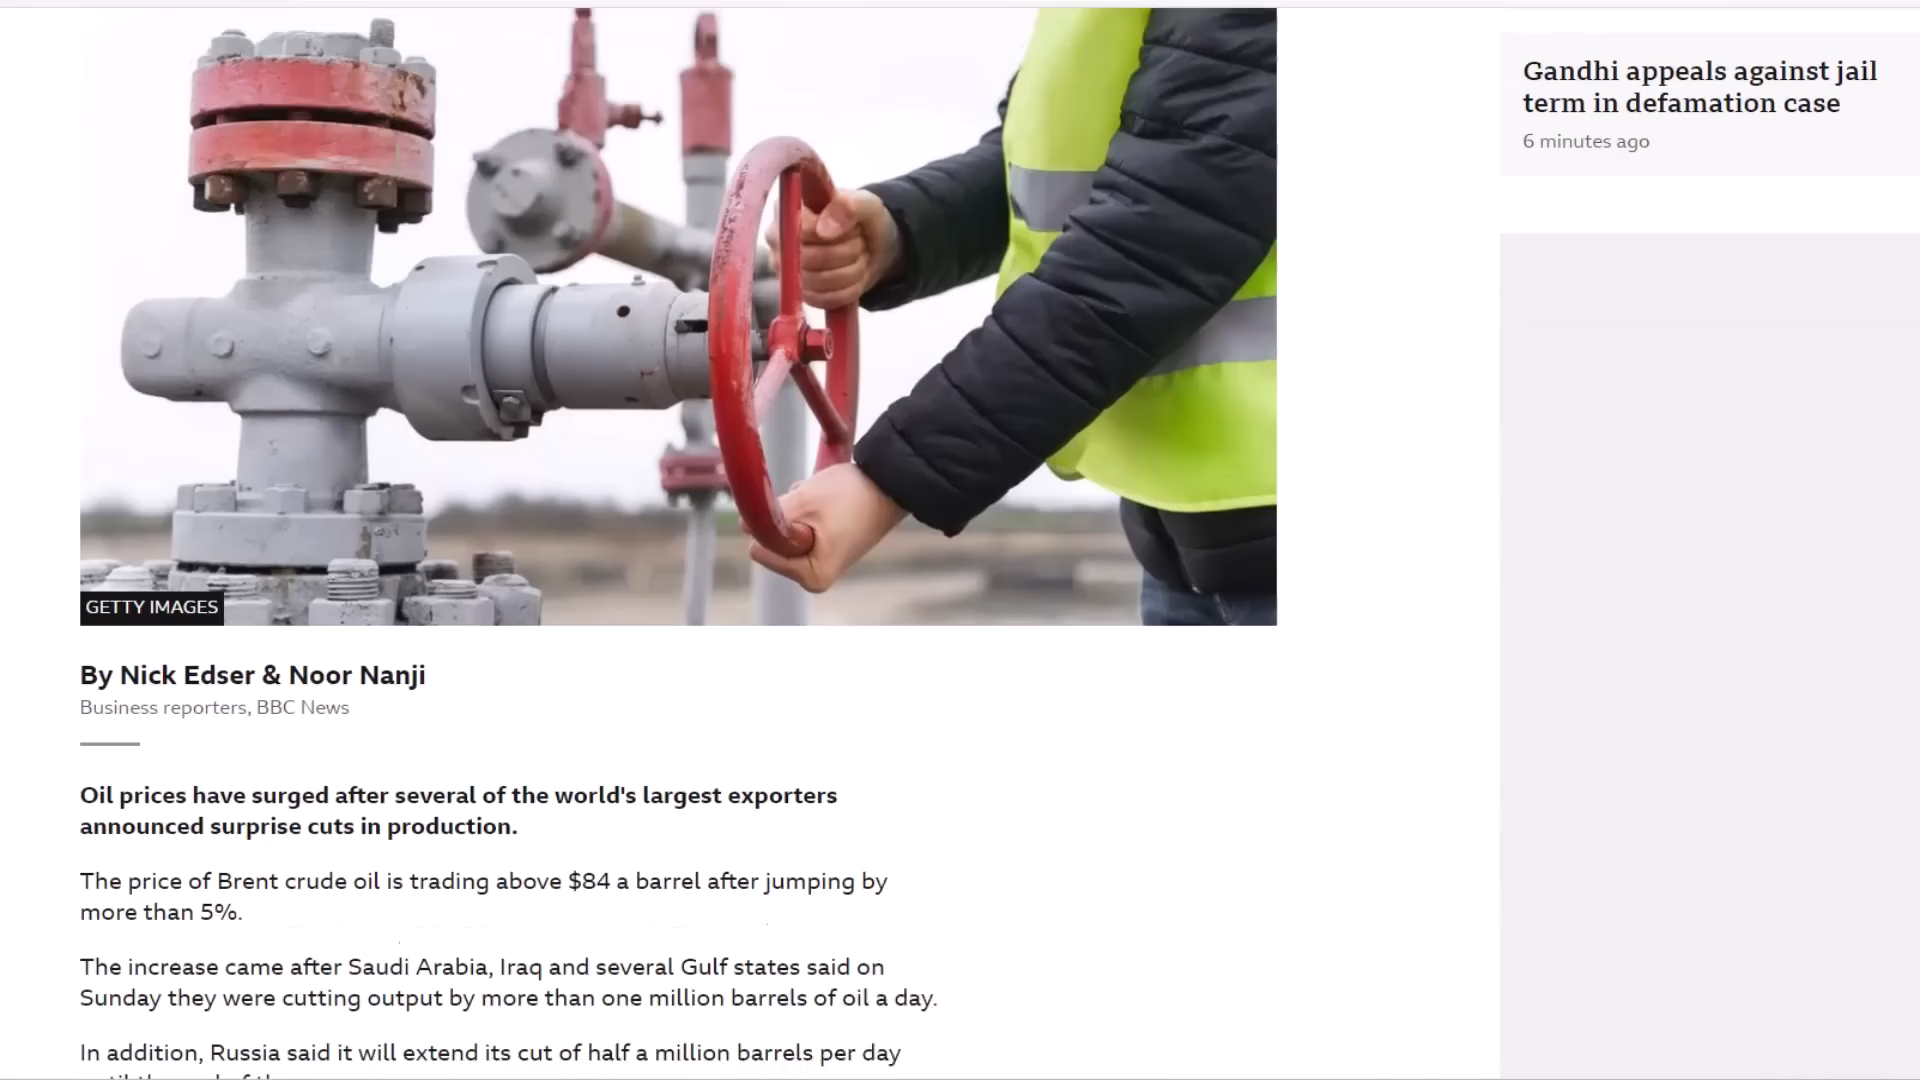 Gandhi appeals against jail
term in defamation case
6 minutes ago
GETTY IMAGES
By Nick Edser & Noor Nanji
Business reporters, BBC News
Oil prices have surged after several of the world's largest exporters
announced surprise cuts in production.
The price of Brent crude oil is trading above $84 a barrel after jumping by
more than 5%.
The increase came after Saudi Arabia, Iraq and several Gulf states said on
Sunday they were cutting output by more than one million barrels of oil a day.
In addition, Russia said it will extend its cut of half a million barrels per day